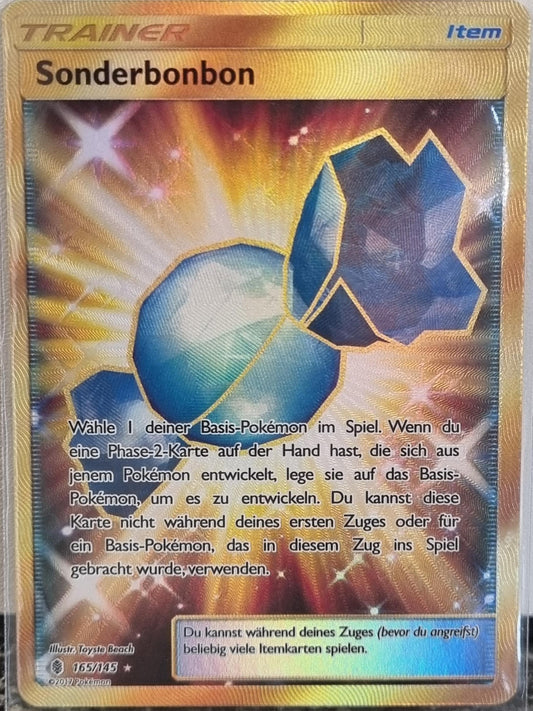 TRAINER
Item
Sonderbonbon
Wähle 1 deiner Basis-Pokémon im Spiel. Wenn du
eine Phase-2-Karte auf der Hand hast, die sich aus
jenem Pokémon entwickelt, lege sie auf das Basis-
Pokémon, um es zu entwickeln. Du kannst diese
Karte nicht während deines ersten Zuges oder für
ein Basis-Pokémon, das in diesem Zug ins Spiel
gebracht wurde, verwenden.
Du kannst während deines Zuges (bevor du angreifst)
beliebig viele Itemkarten spielen.
Illustr. Toyste Beach
165/145
©2017 Pokémon